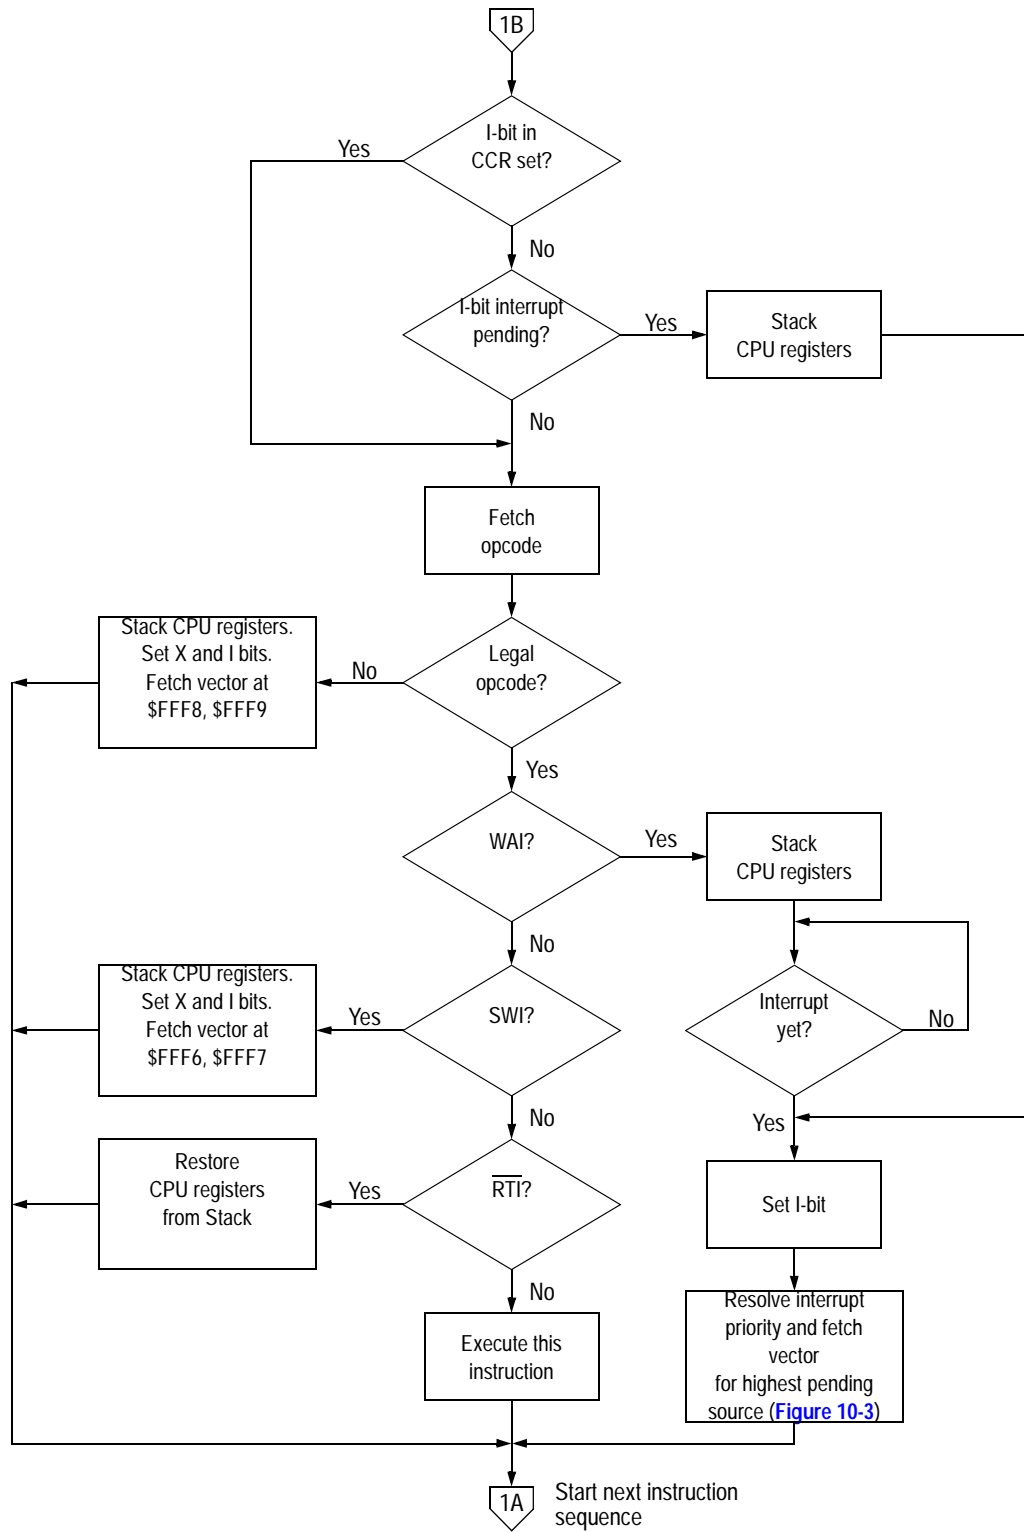 1B
I-bit in
CCR set?
Yes
No
I-bit interrupt
pending?
Yes
Stack
CPU registers
No
Fetch
opcode
Stack CPU registers.
Set X and I bits.
Fetch vector at
$FFF8, $FFF9
No
Legal
opcode?
Yes
WAI?
Yes
Stack
CPU registers
No
Stack CPU registers.
Set X and I bits.
Fetch vector at
$FFF6, $FFF7
Yes
SWI?
Interrupt
yet?
No
No
Yes
Restore
CPU registers
from Stack
Yes
RTI?
Set I-bit
No
Execute this
instruction
Resolve interrupt
priority and fetch
vector
for highest pending
source (Figure 10-3)
1A
Start next instruction
sequence